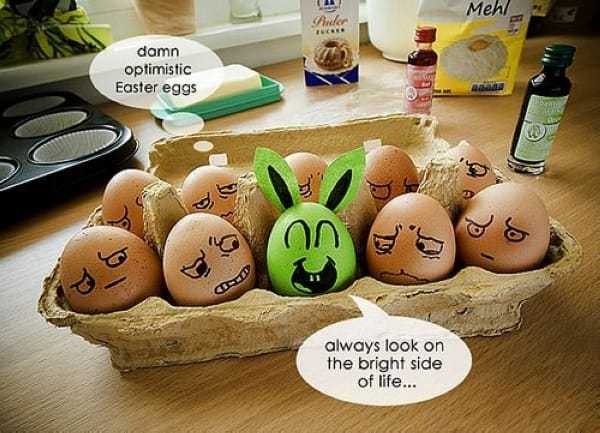 damn
optimistic
Easter eggs
Puder
ZUCKER
Mehl
always look on
the bright side
of life...